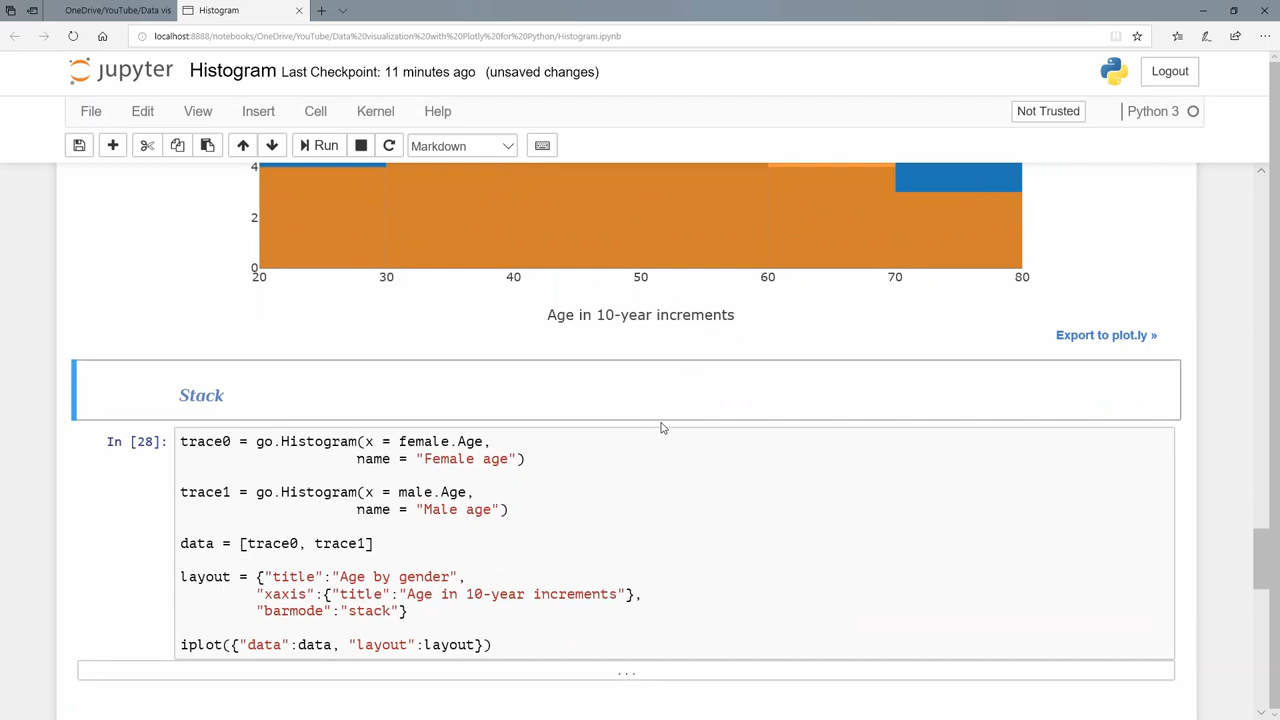 OneDrive/YouTube/Data vis
Histogram
localhost:8888/notebooks/OneDrive/YouTube/Data%20visualization%20with%20Plotly%20for%20Python/Histogram.ipynb
jupyter Histogram Last Checkpoint: 11 minutes ago (unsaved changes) Logout
File Edit View Insert Cell Kernel Help Not Trusted Python 3
Run Markdown
4
2
0
20 30 40 50 60 70 80
Age in 10-year increments
Export to plot.ly »
Stack
In [28]: trace0 = go.Histogram(x = female.Age,
name = "Female age")
trace1 = go.Histogram(x = male.Age,
name = "Male age")
data = [trace0, trace1]
layout = {"title":"Age by gender",
"xaxis":{"title":"Age in 10-year increments"},
"barmode":"stack"}
iplot({"data":data, "layout":layout})
...